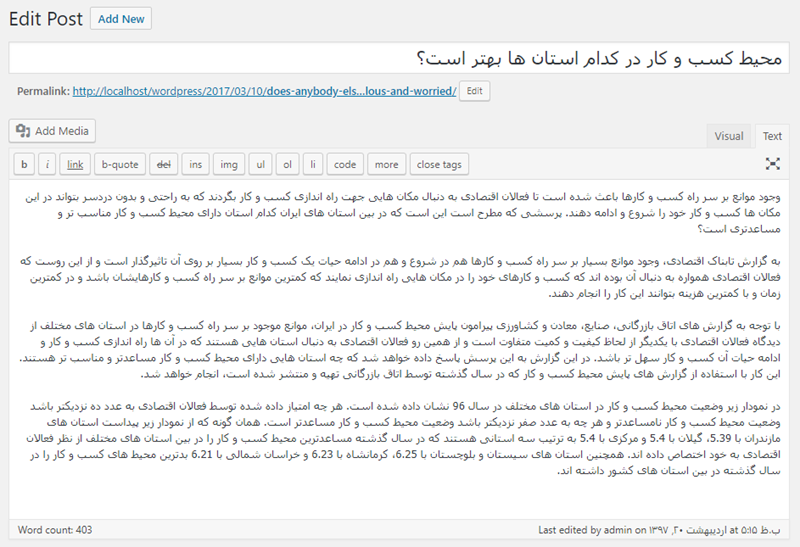 Edit Post Add New
محیط کسب و کار در کدام استان ها بهتر است؟
Permalink: http://localhost/wordpress/2017/03/10/does-anybody-els...lous-and-worried/ Edit
Add Media Visual Text
b i link b-quote del ins img ul ol li code more close tags
وجود موانع بر سر راه کسب و کارها باعث شده است تا فعالان اقتصادی به دنبال مکان هایی جهت راه اندازی کسب و کار بگردند که به راحتی و بدون دردسر بتواند در این
مکان ها کسب و کار خود را شروع و ادامه دهند. پرسشی که مطرح است این است که در بین استان های ایران کدام استان دارای محیط کسب و کار مناسب تر و
مساعدتری است؟
به گزارش تابناک اقتصادی، وجود موانع بسیار بر سر راه کسب و کارها هم در شروع و هم در ادامه حیات یک کسب و کار بسیار بر روی آن تاثیرگذار است و از این روست که
فعالان اقتصادی همواره به دنبال آن بوده اند که کسب و کارهای خود را در مکان هایی راه اندازی نمایند که کمترین موانع بر سر راه کسب و کارهایشان باشد و در کمترین
زمان و با کمترین هزینه بتوانند این کار را انجام دهند.
با توجه به گزارش های اتاق بازرگانی، صنایع، معادن و کشاورزی پیرامون پایش محیط کسب و کار در ایران، موانع موجود بر سر راه کسب و کارها در استان های مختلف از
دیدگاه فعالان اقتصادی با یکدیگر از لحاظ کیفیت و کمیت متفاوت است و از همین رو فعالان اقتصادی به دنبال استان هایی هستند که در آن ها راه اندازی کسب و کار و
ادامه حیات آن کسب و کار سهل تر باشد. در این گزارش به این پرسش پاسخ داده خواهد شد که چه استان هایی دارای محیط کسب و کار مساعدتر و مناسب تر هستند.
این کار با استفاده از گزارش های پایش محیط کسب و کار که در سال گذشته توسط اتاق بازرگانی تهیه و منتشر شده است، انجام خواهد شد.
در نمودار زیر وضعیت محیط کسب و کار در استان های مختلف در سال 96 نشان داده شده است. هر چه امتیاز داده شده توسط فعالان اقتصادی به عدد ده نزدیکتر باشد
وضعیت محیط کسب و کار نامساعدتر و هر چه به عدد صفر نزدیکتر باشد وضعیت محیط کسب و کار مساعدتر است. همان گونه که از نمودار زیر پیداست استان های
مازندران با 5.39، گیلان با 5.4 و مرکزی با 5.4 به ترتیب سه استانی هستند که در سال گذشته مساعدترین محیط کسب و کار را در بین استان های مختلف از نظر فعالان
اقتصادی به خود اختصاص داده اند. همچنین استان های سیستان و بلوچستان با 6.25، کرمانشاه با 6.23 و خراسان شمالی با 6.21 بدترین محیط های کسب و کار را در
سال گذشته در بین استان های کشور داشته اند.
Word count: 403 Last edited by admin on ۱۳۹۷ ,۲۰ اردیبهشت at ۵:۱۵ ب.ظ